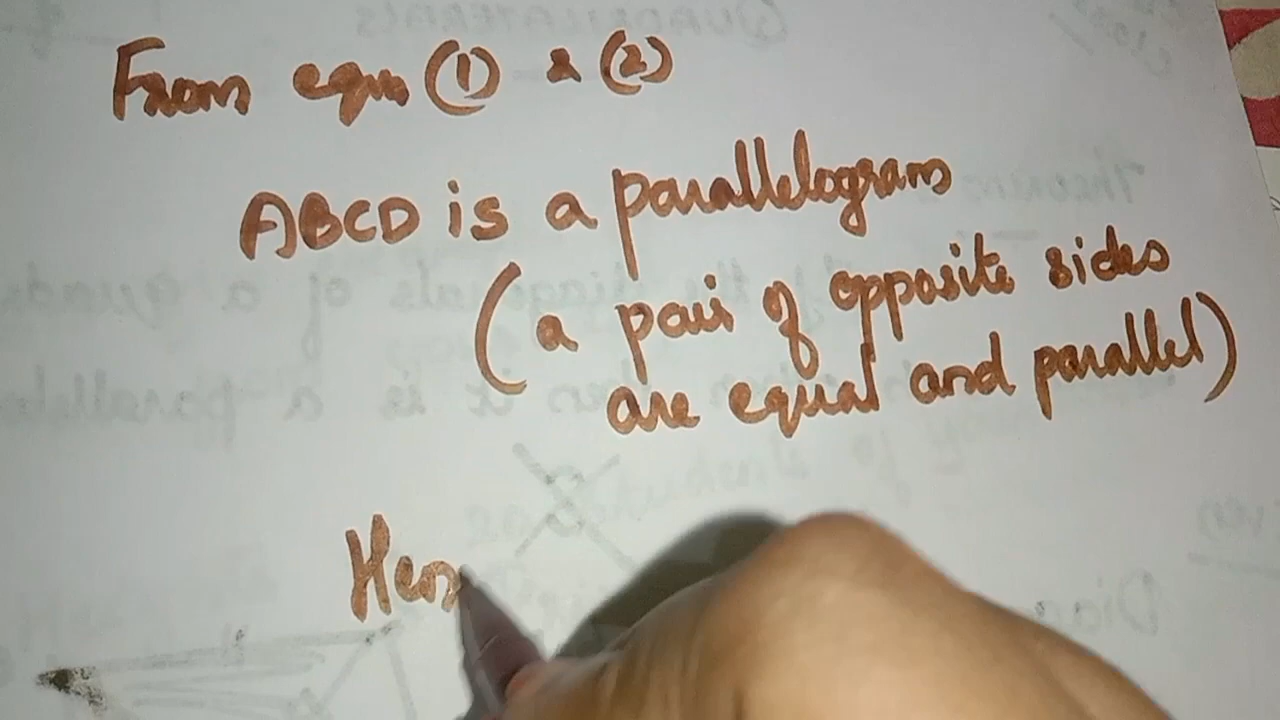 From eqn (1) & (2)
ABCD is a parallelogram
(a pair of opposite sides
are equal and parallel)
Hen